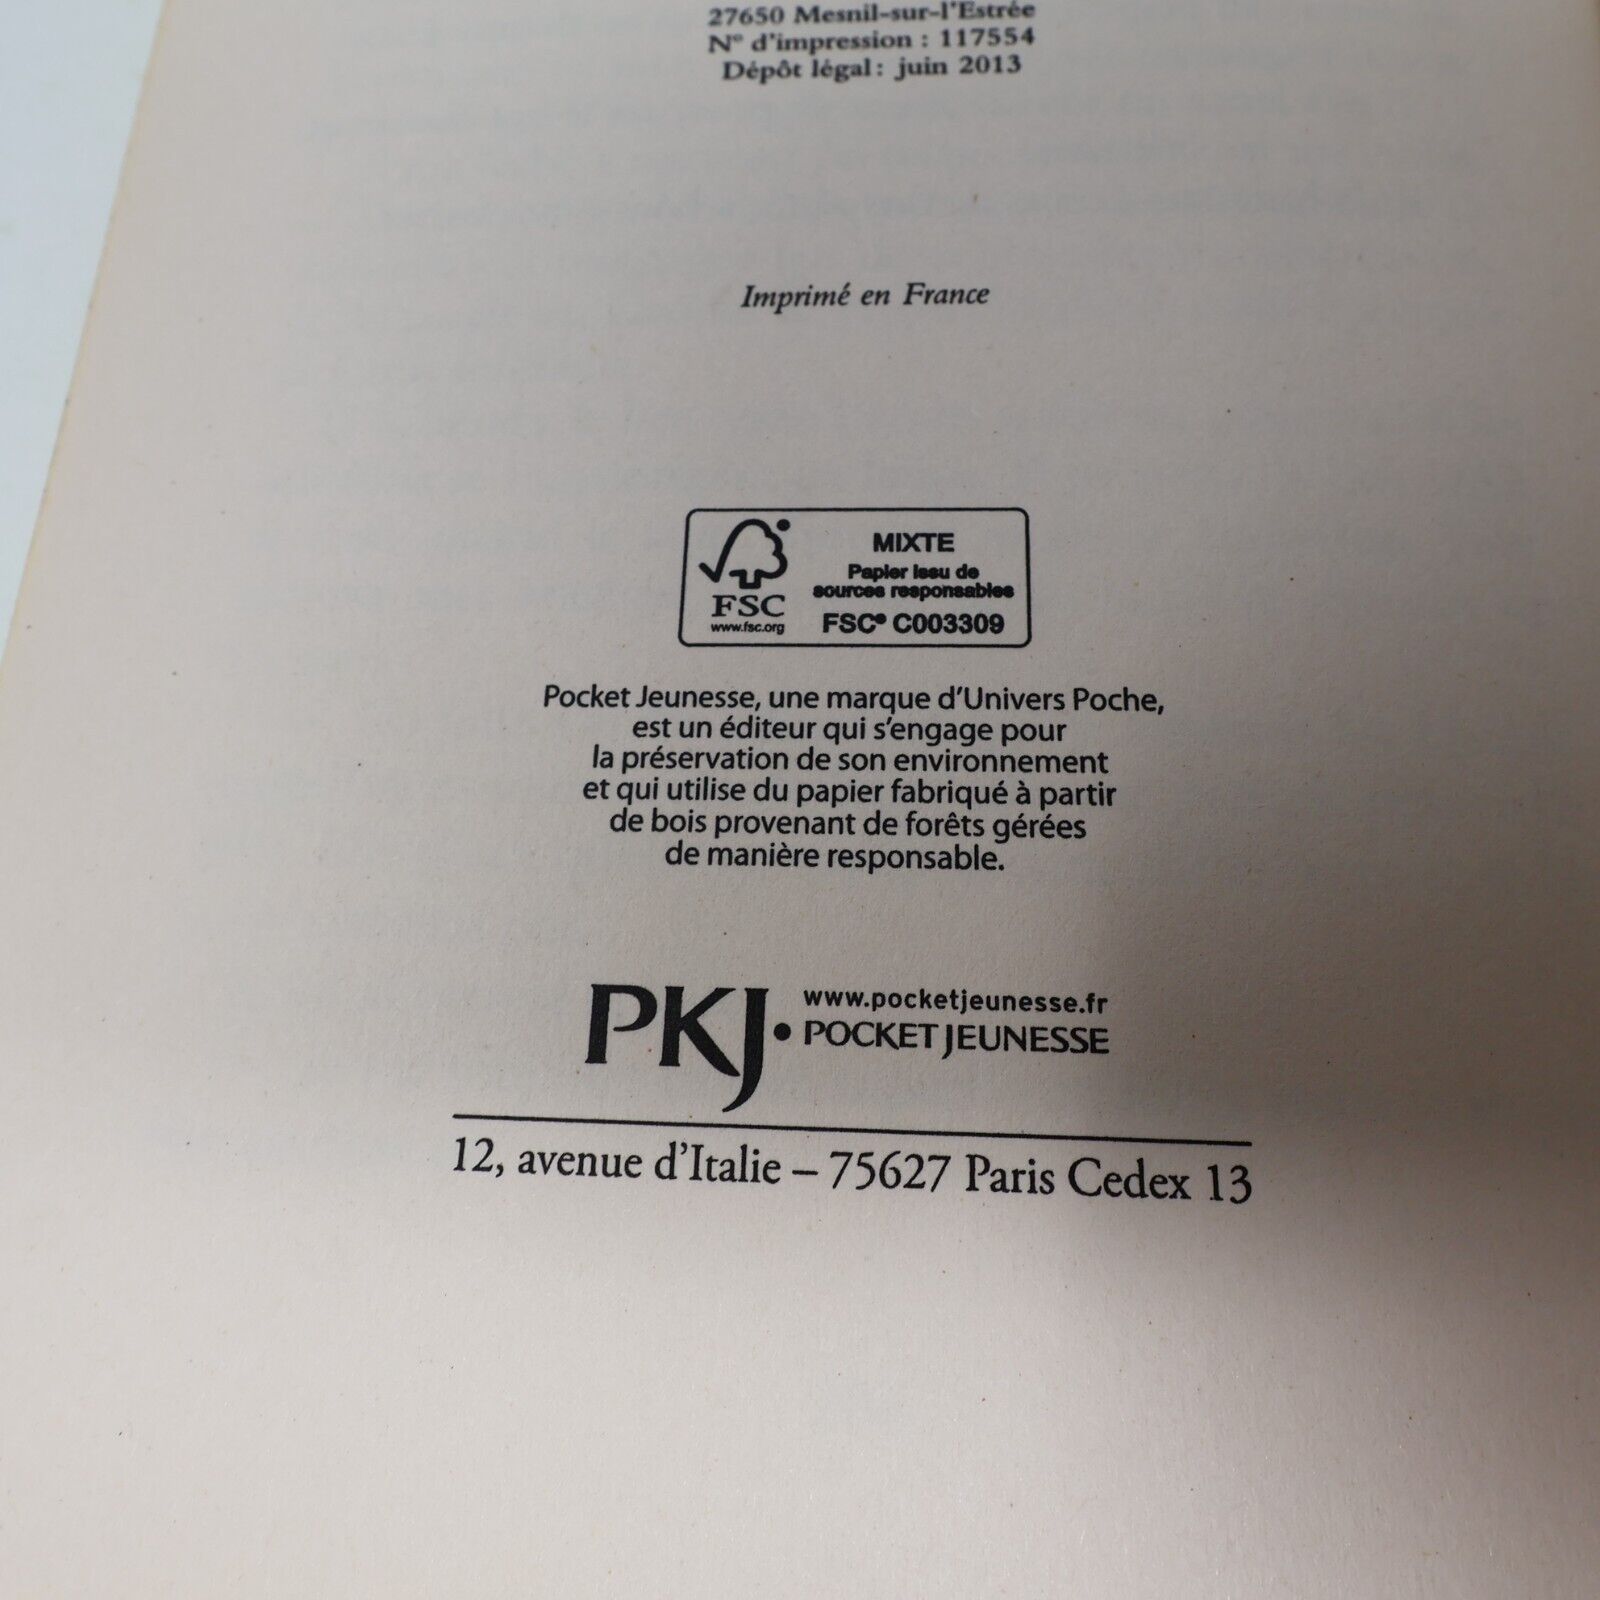 27650 Mesnil-sur-l'Estrée
N° d'impression : 117554
Dépôt légal : juin 2013
Imprimé en France
FSC
www.fsc.org
MIXTE
Papier issu de
sources responsables
FSC® C003309
Pocket Jeunesse, une marque d'Univers Poche,
est un éditeur qui s'engage pour
la préservation de son environnement
et qui utilise du papier fabriqué à partir
de bois provenant de forêts gérées
de manière responsable.
PKJ•
www.pocketjeunesse.fr
POCKET JEUNESSE
12, avenue d'Italie – 75627 Paris Cedex 13